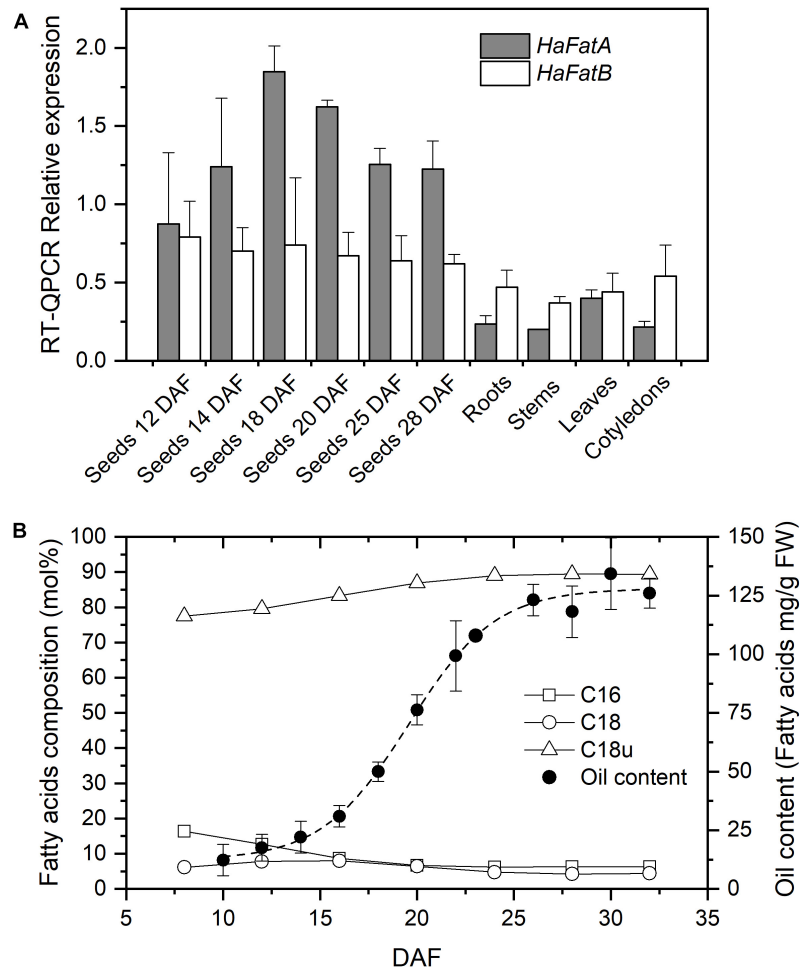 A
RT-QPCR Relative expression
2.0
1.5
1.0
0.5
0.0
HaFatA
HaFatB
Seeds 12 DAF
Seeds 14 DAF
Seeds 18 DAF
Seeds 20 DAF
Seeds 25 DAF
Seeds 28 DAF
Roots
Stems
Leaves
Cotyledons
B
Fatty acids composition (mol%)
100
90
80
70
60
50
40
30
20
10
0
C16
C18
C18u
Oil content
150
125
100
75
50
25
0
Oil content (Fatty acids mg/g FW)
5
10
15
20
25
30
35
DAF